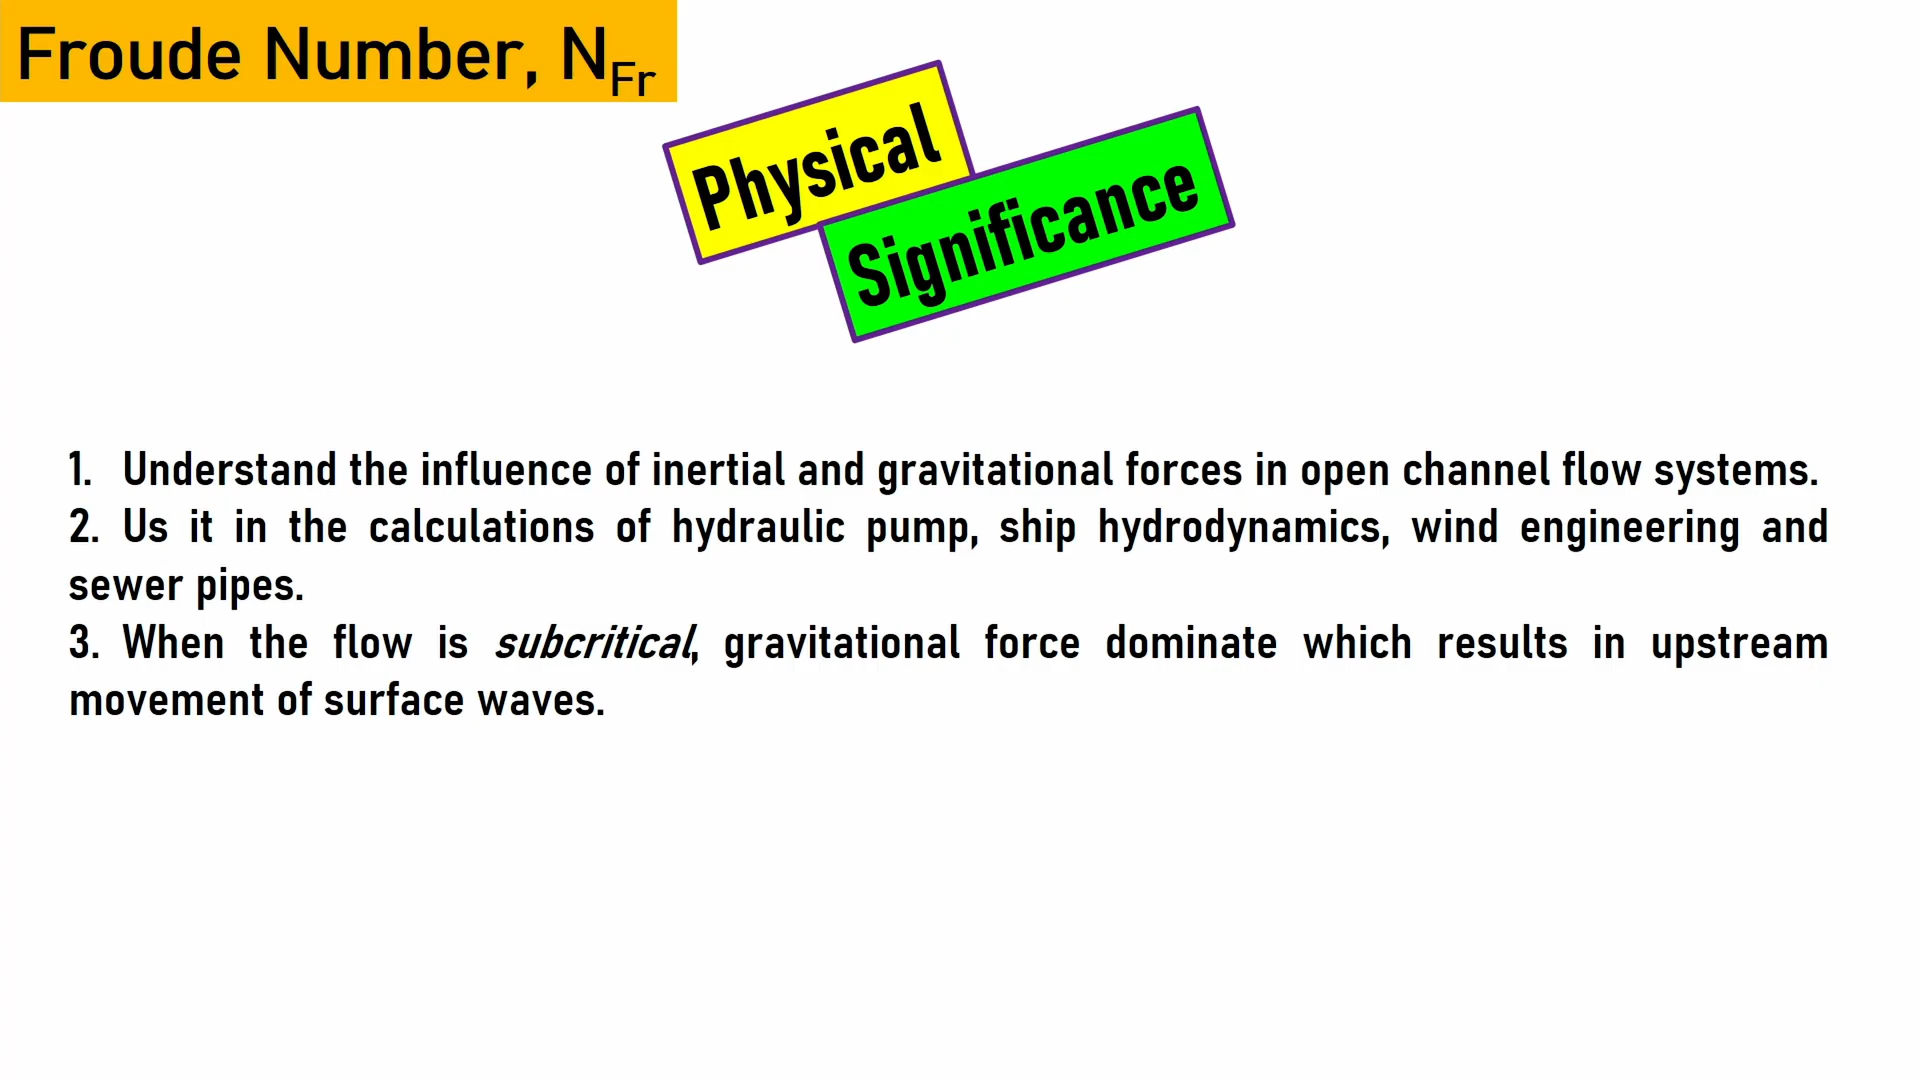 Froude Number, N_Fr
Physical
Significance
1. Understand the influence of inertial and gravitational forces in open channel flow systems.
2. Us it in the calculations of hydraulic pump, ship hydrodynamics, wind engineering and
sewer pipes.
3. When the flow is subcritical, gravitational force dominate which results in upstream
movement of surface waves.